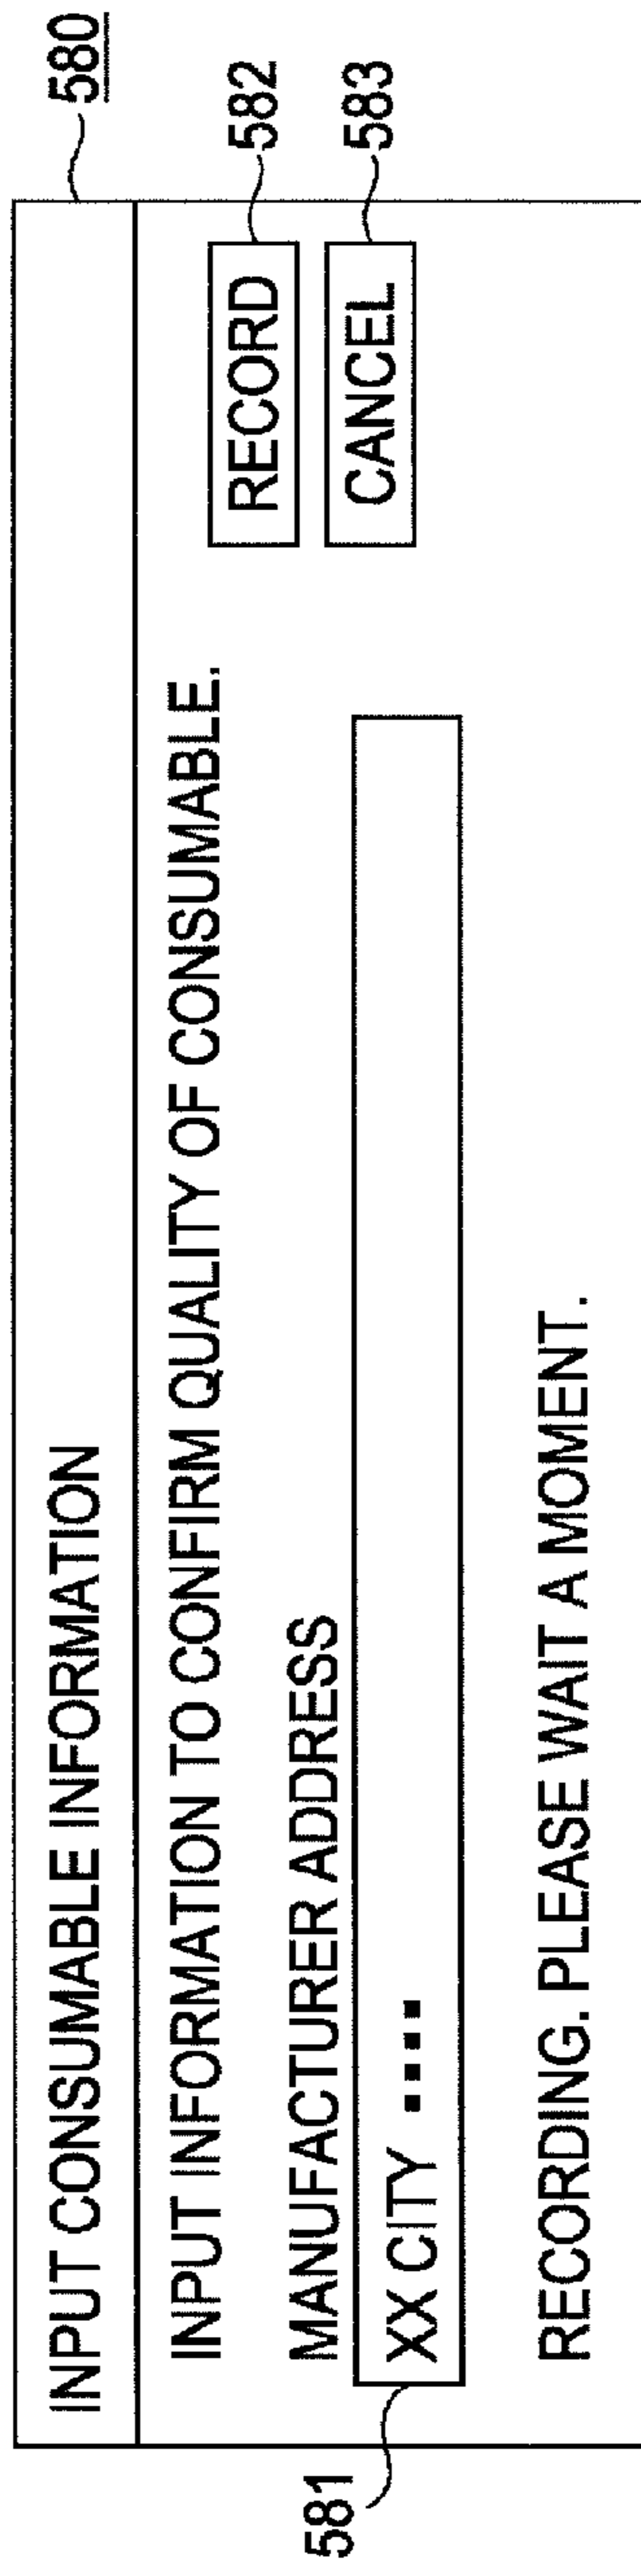 580
INPUT CONSUMABLE INFORMATION
INPUT INFORMATION TO CONFIRM QUALITY OF CONSUMABLE.
RECORD
582
MANUFACTURER ADDRESS
CANCEL
583
581
XX CITY ....
RECORDING. PLEASE WAIT A MOMENT.